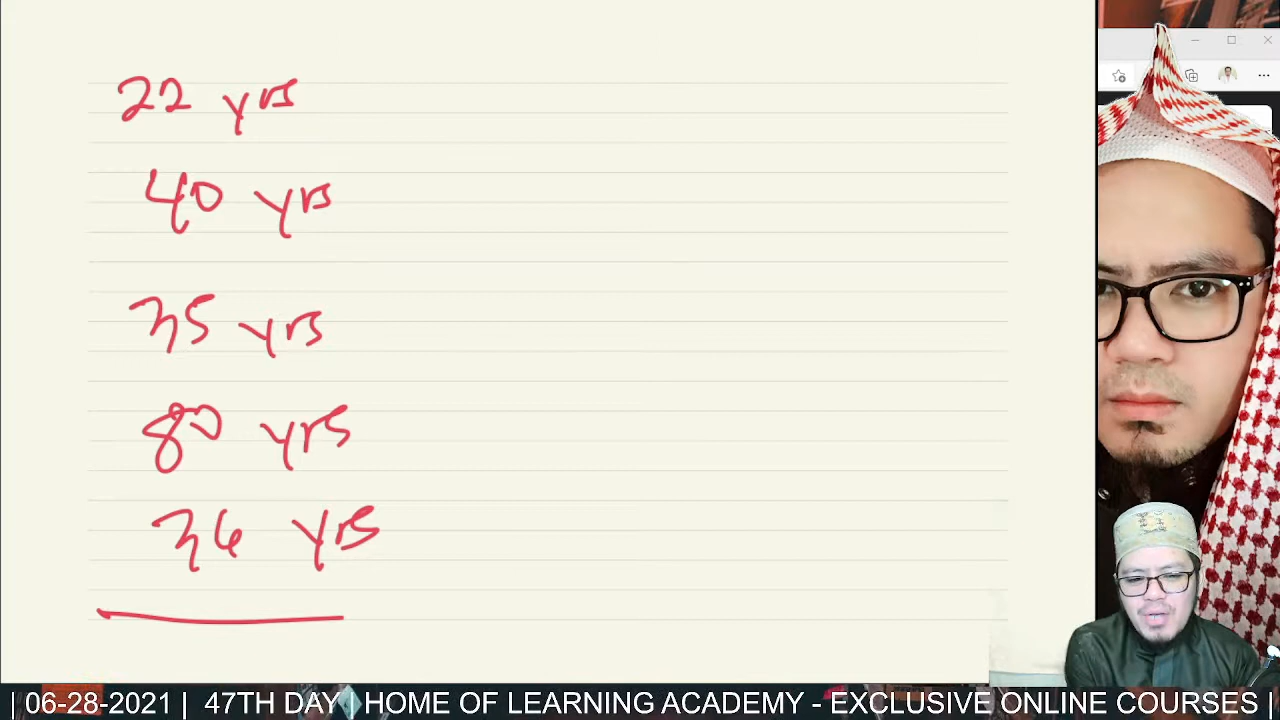 22 yrs
40 yrs
35 yrs
80 yrs
36 yrs
| 06-28-2021 | 47TH DAY HOME OF LEARNING ACADEMY - EXCLUSIVE ONLINE COURSES |